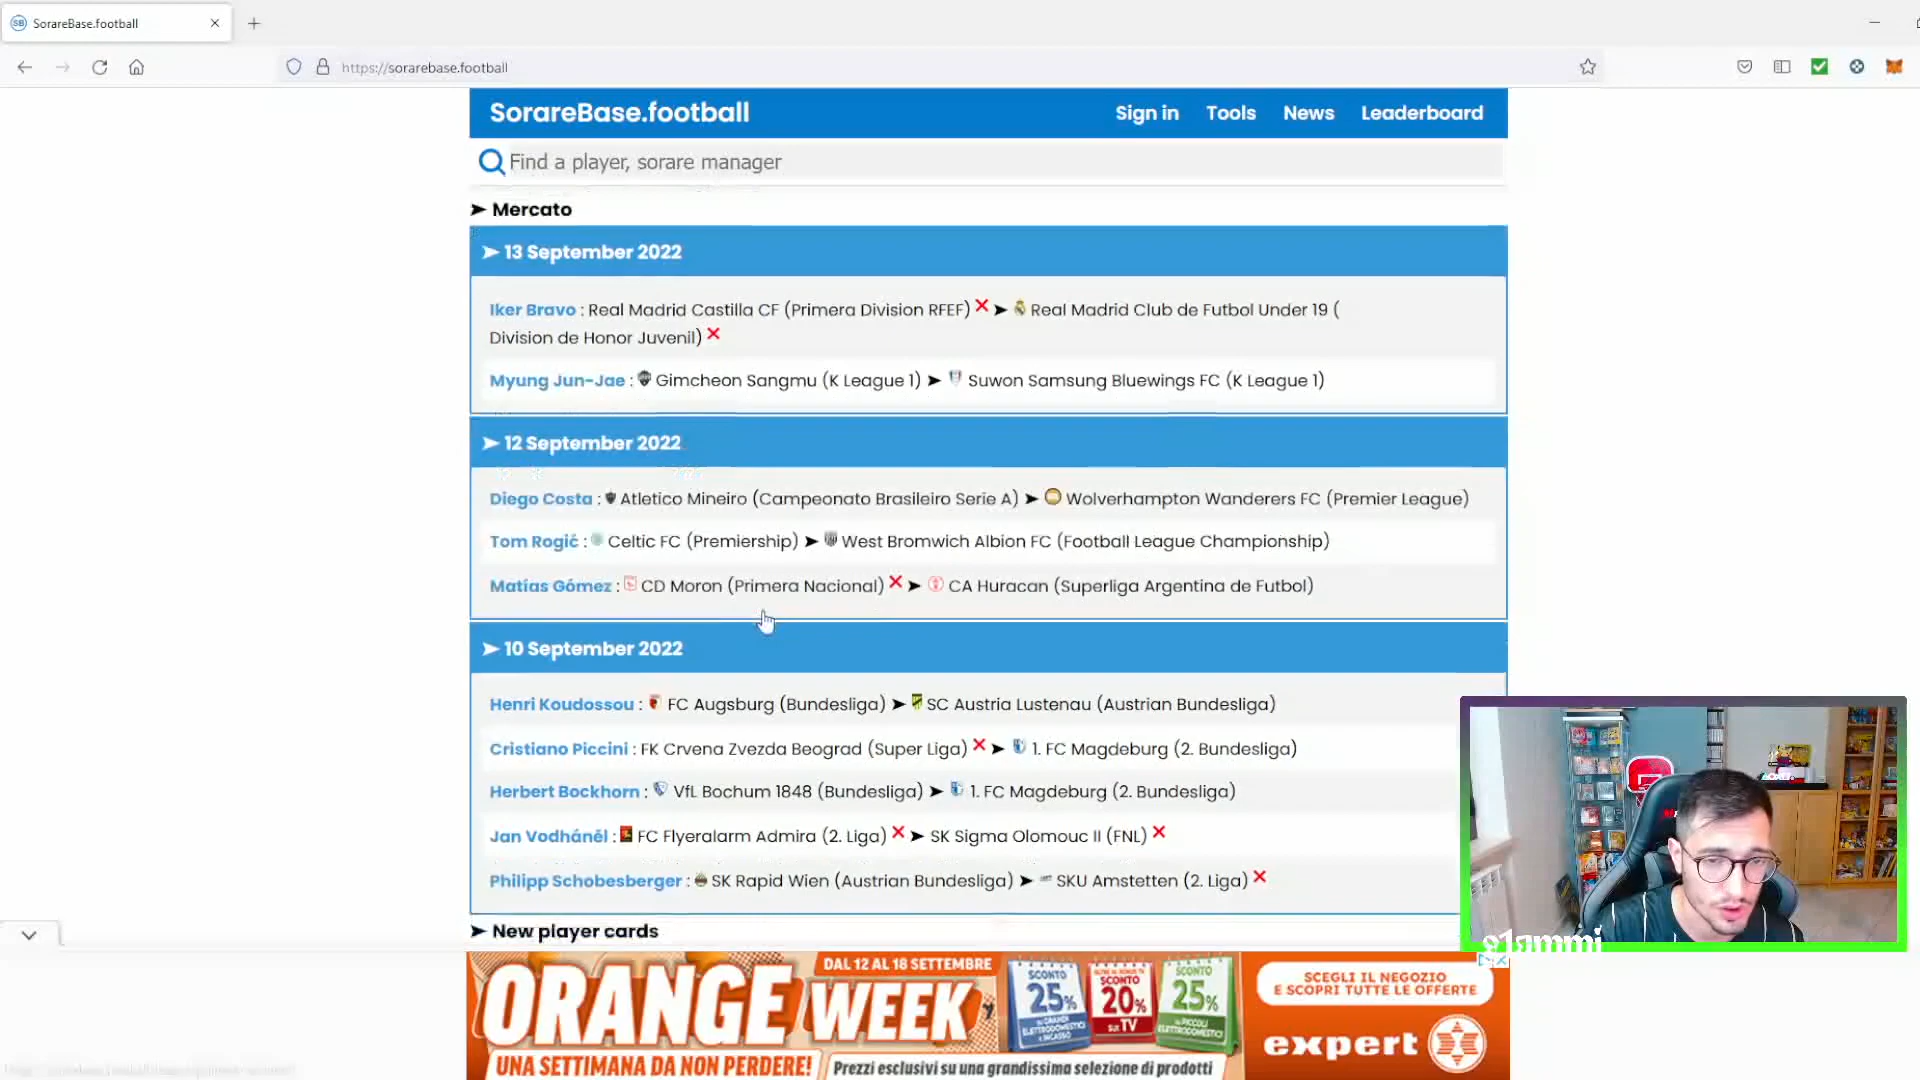 SorareBase.football
https://sorarebase.football
SorareBase.football
Sign in
Tools
News
Leaderboard
Find a player, sorare manager
➤ Mercato
➤ 13 September 2022
Iker Bravo : Real Madrid Castilla CF (Primera Division RFEF) ❌ ➤ Real Madrid Club de Futbol Under 19 (
Division de Honor Juvenil) ❌
Myung Jun-Jae : Gimcheon Sangmu (K League 1) ➤ Suwon Samsung Bluewings FC (K League 1)
➤ 12 September 2022
Diego Costa : Atletico Mineiro (Campeonato Brasileiro Serie A) ➤ Wolverhampton Wanderers FC (Premier League)
Tom Rogić : Celtic FC (Premiership) ➤ West Bromwich Albion FC (Football League Championship)
Matías Gómez : CD Moron (Primera Nacional) ❌ ➤ CA Huracan (Superliga Argentina de Futbol)
➤ 10 September 2022
Henri Koudossou : FC Augsburg (Bundesliga) ➤ SC Austria Lustenau (Austrian Bundesliga)
Cristiano Piccini : FK Crvena Zvezda Beograd (Super Liga) ❌ ➤ 1. FC Magdeburg (2. Bundesliga)
Herbert Bockhorn : VfL Bochum 1848 (Bundesliga) ➤ 1. FC Magdeburg (2. Bundesliga)
Jan Vodháněl : FC Flyeralarm Admira (2. Liga) ❌ ➤ SK Sigma Olomouc II (FNL) ❌
Philipp Schobesberger : SK Rapid Wien (Austrian Bundesliga) ➤ SKU Amstetten (2. Liga) ❌
➤ New player cards
g1ammi
DAL 12 AL 18 SETTEMBRE
ORANGE WEEK
UNA SETTIMANA DA NON PERDERE!
SCONTO
25%
SCONTO
20%
SUI TV
SCONTO
25%
Prezzi esclusivi su una grandissima selezione di prodotti
SCEGLI IL NEGOZIO
E SCOPRI TUTTE LE OFFERTE
expert